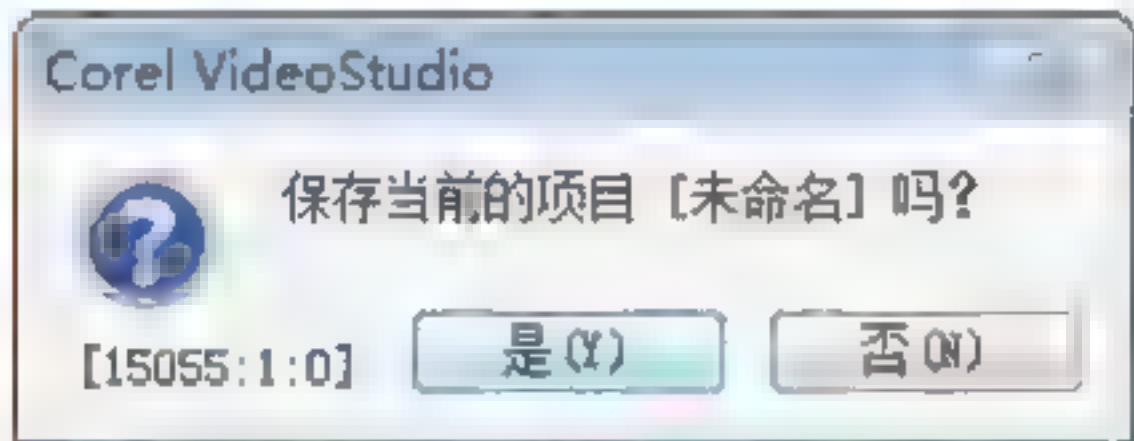 Corel VideoStudio
保存当前的项目 [未命名] 吗?
[15055:1:0]
是(Y)
否(N)